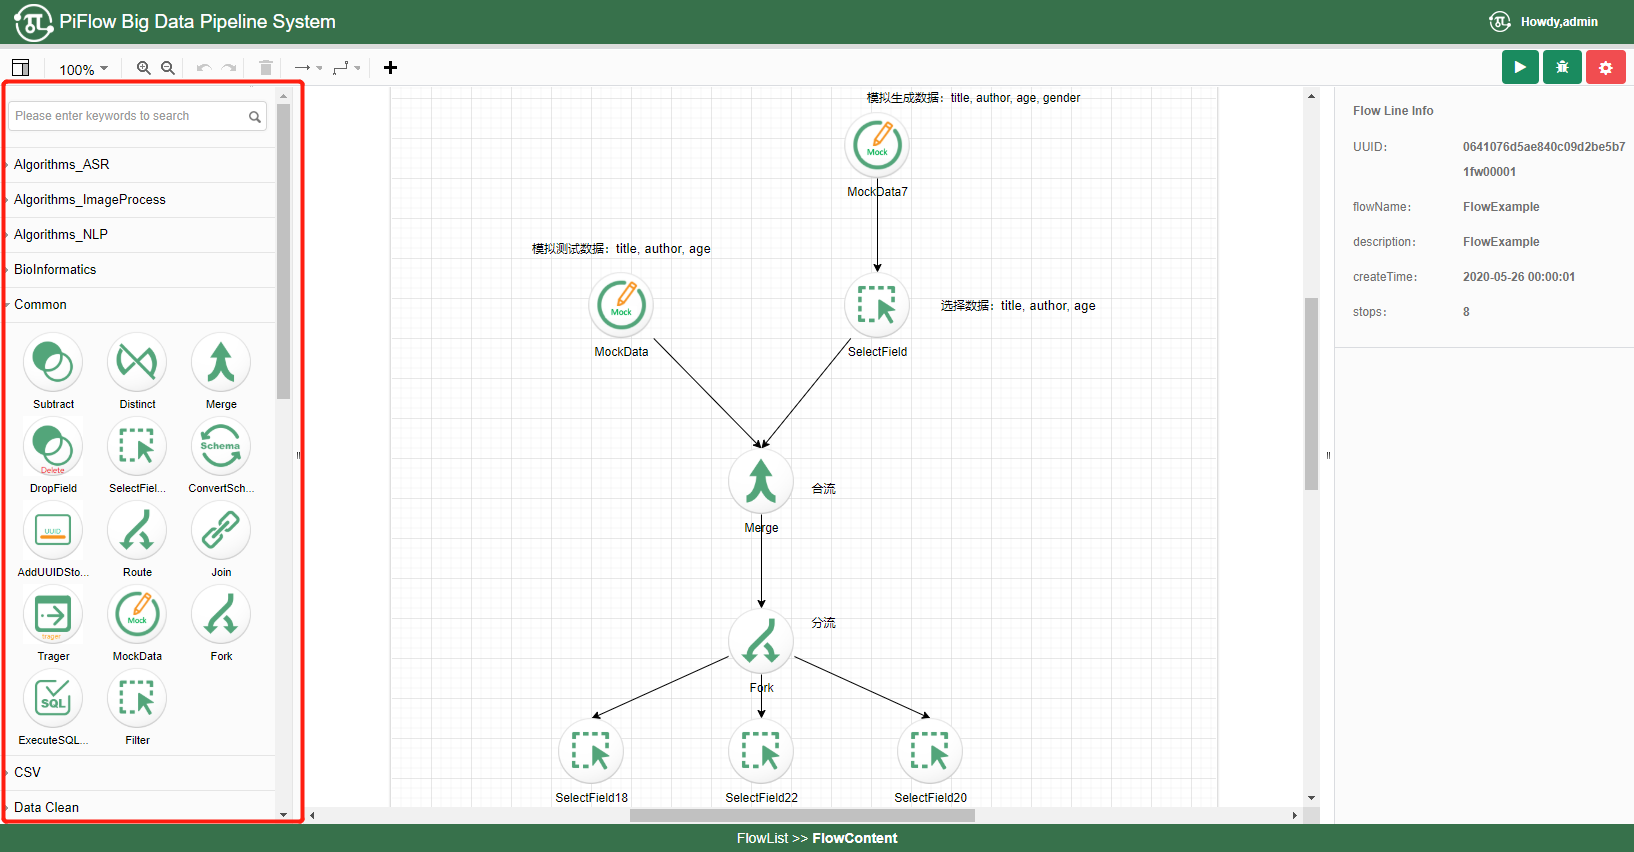 PiFlow Big Data Pipeline System
Howdy,admin
100%
Please enter keywords to search
Algorithms_ASR
Algorithms_ImageProcess
Algorithms_NLP
BioInformatics
Common
Subtract
Distinct
Merge
Delete
DropField
SelectFiel...
Schema
ConvertSch...
UUID
AddUUIDSto...
Route
Join
trager
Trager
Mock
MockData
Fork
SQL
ExecuteSQL...
Filter
CSV
Data Clean
模拟生成数据：title, author, age, gender
Mock
MockData7
模拟测试数据：title, author, age
Mock
MockData
SelectField
选择数据：title, author, age
Merge
合流
Fork
分流
SelectField18
SelectField22
SelectField20
Flow Line Info
UUID:
0641076d5ae840c09d2be5b7
1fw00001
flowName:
FlowExample
description:
FlowExample
createTime:
2020-05-26 00:00:01
stops:
8
FlowList >> FlowContent